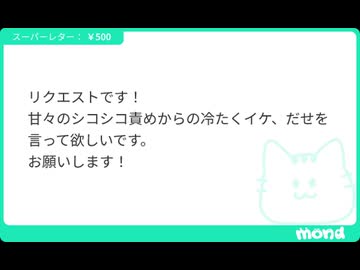 スーパーレター： ￥500
リクエストです！
甘々のシコシコ責めからの冷たくイケ、だせを
言って欲しいです。
お願いします！
mond